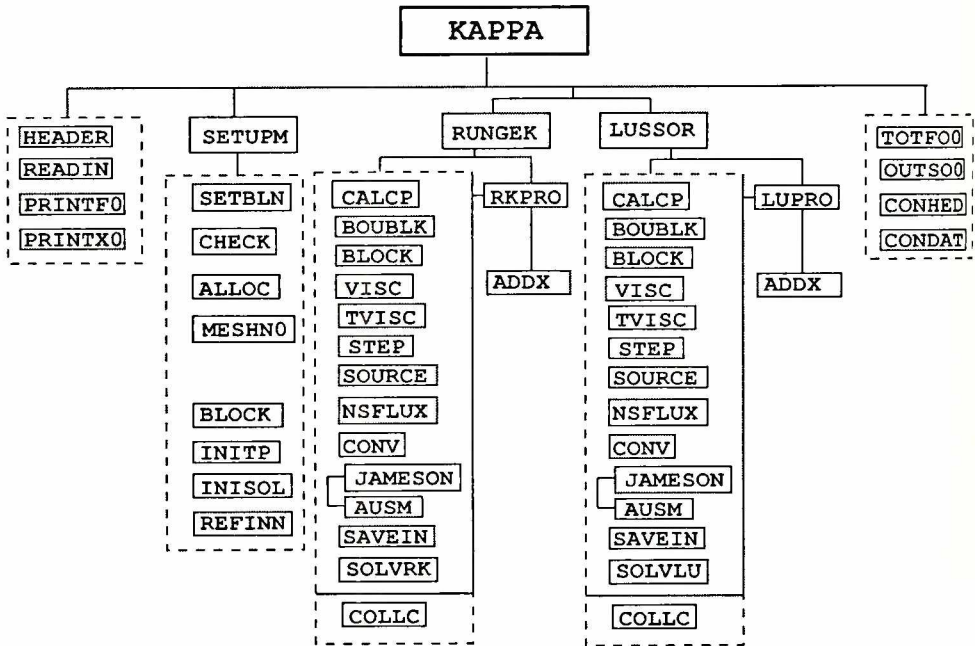 KAPPA
HEADER
READIN
PRINTF0
PRINTX0
SETUPM
SETBLN
CHECK
ALLOC
MESHN0
BLOCK
INITP
INISOL
REFINN
RUNGEK
CALCP
BOUBLK
BLOCK
VISC
TVISC
STEP
SOURCE
NSFLUX
CONV
JAMESON
AUSM
SAVEIN
SOLVRK
COLLC
RKPRO
ADDX
LUSSOR
CALCP
BOUBLK
BLOCK
VISC
TVISC
STEP
SOURCE
NSFLUX
CONV
JAMESON
AUSM
SAVEIN
SOLVLU
COLLC
LUPRO
ADDX
TOTFO0
OUTSO0
CONHED
CONDAT